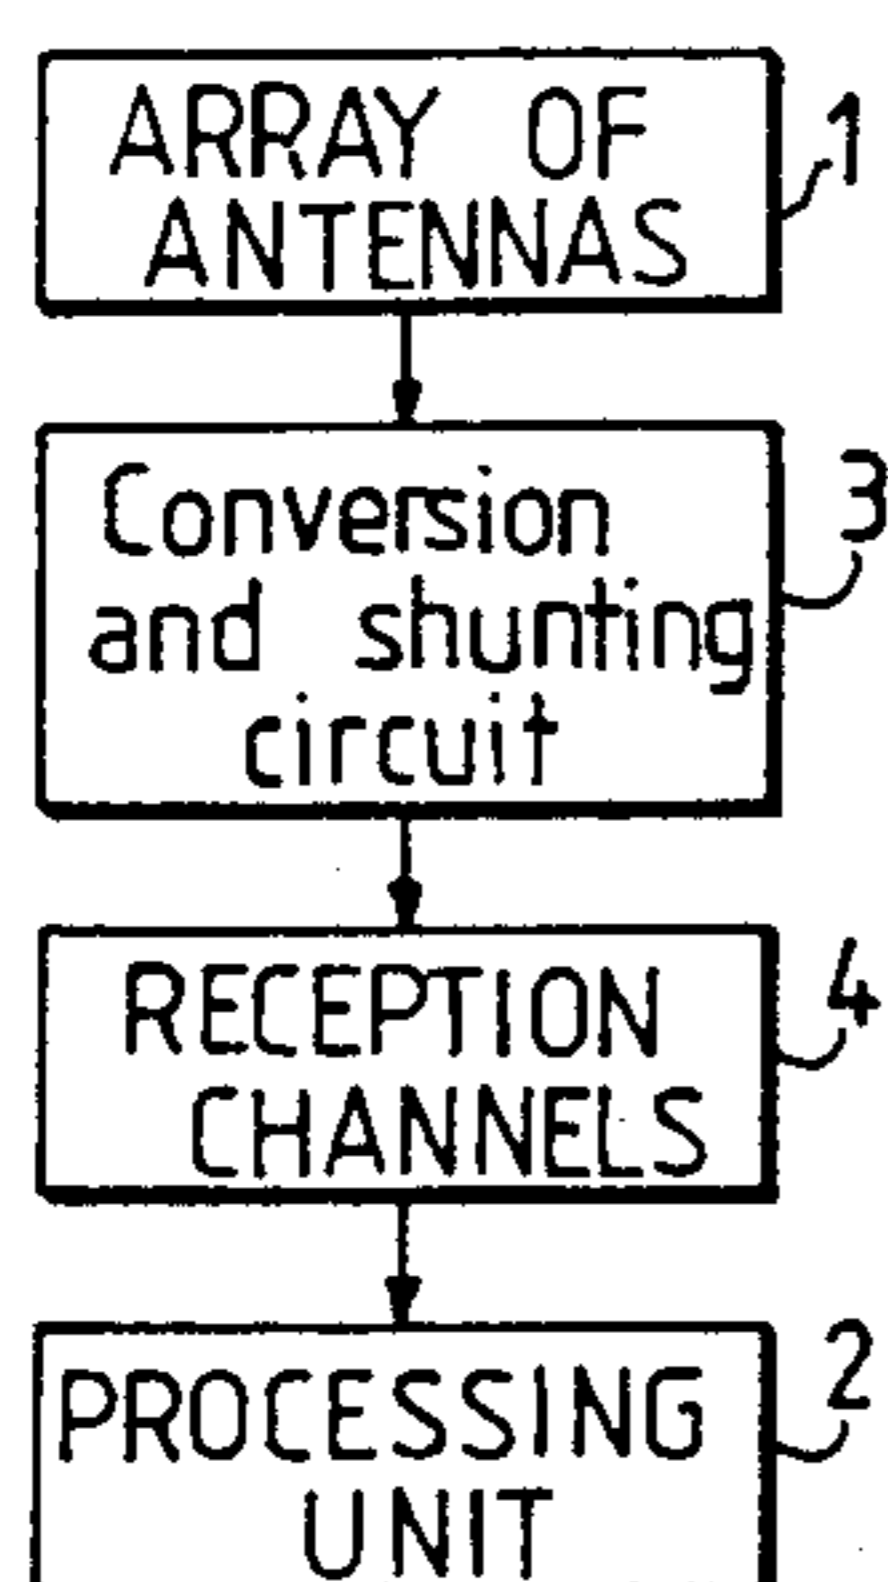 ARRAY OF
ANTENNAS
1
Conversion
and shunting
circuit
3
RECEPTION
CHANNELS
4
PROCESSING
UNIT
2